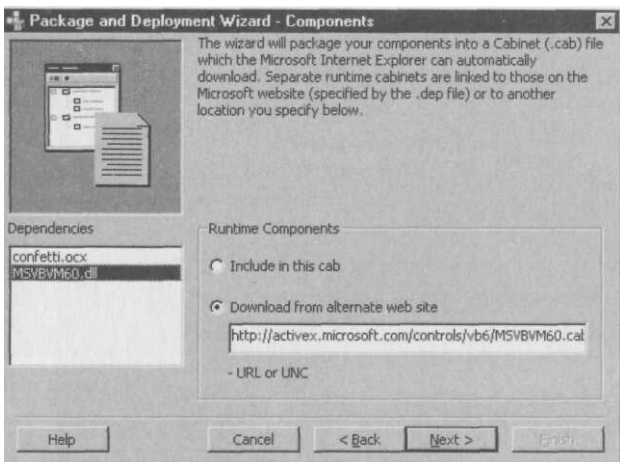 Package and Deployment Wizard - Components
The wizard will package your components into a Cabinet (.cab) file
which the Microsoft Internet Explorer can automatically
download. Separate runtime cabinets are linked to those on the
Microsoft website (specified by the .dep file) or to another
location you specify below.
Dependencies
confetti.ocx
MSVBVM60.dll
Runtime Components
Include in this cab
Download from alternate web site
http://activex.microsoft.com/controls/vb6/MSVBVM60.cab
- URL or UNC
Help
Cancel
< Back
Next >
Finish